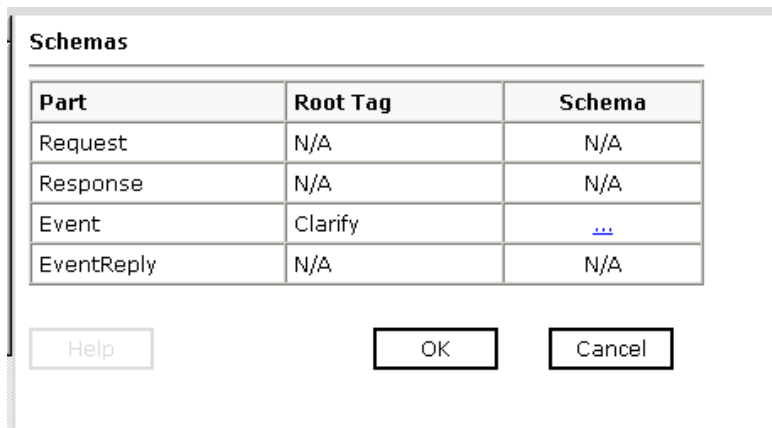 Schemas
Part Root Tag Schema
Request N/A N/A
Response N/A N/A
Event Clarify ...
EventReply N/A N/A
Help OK Cancel